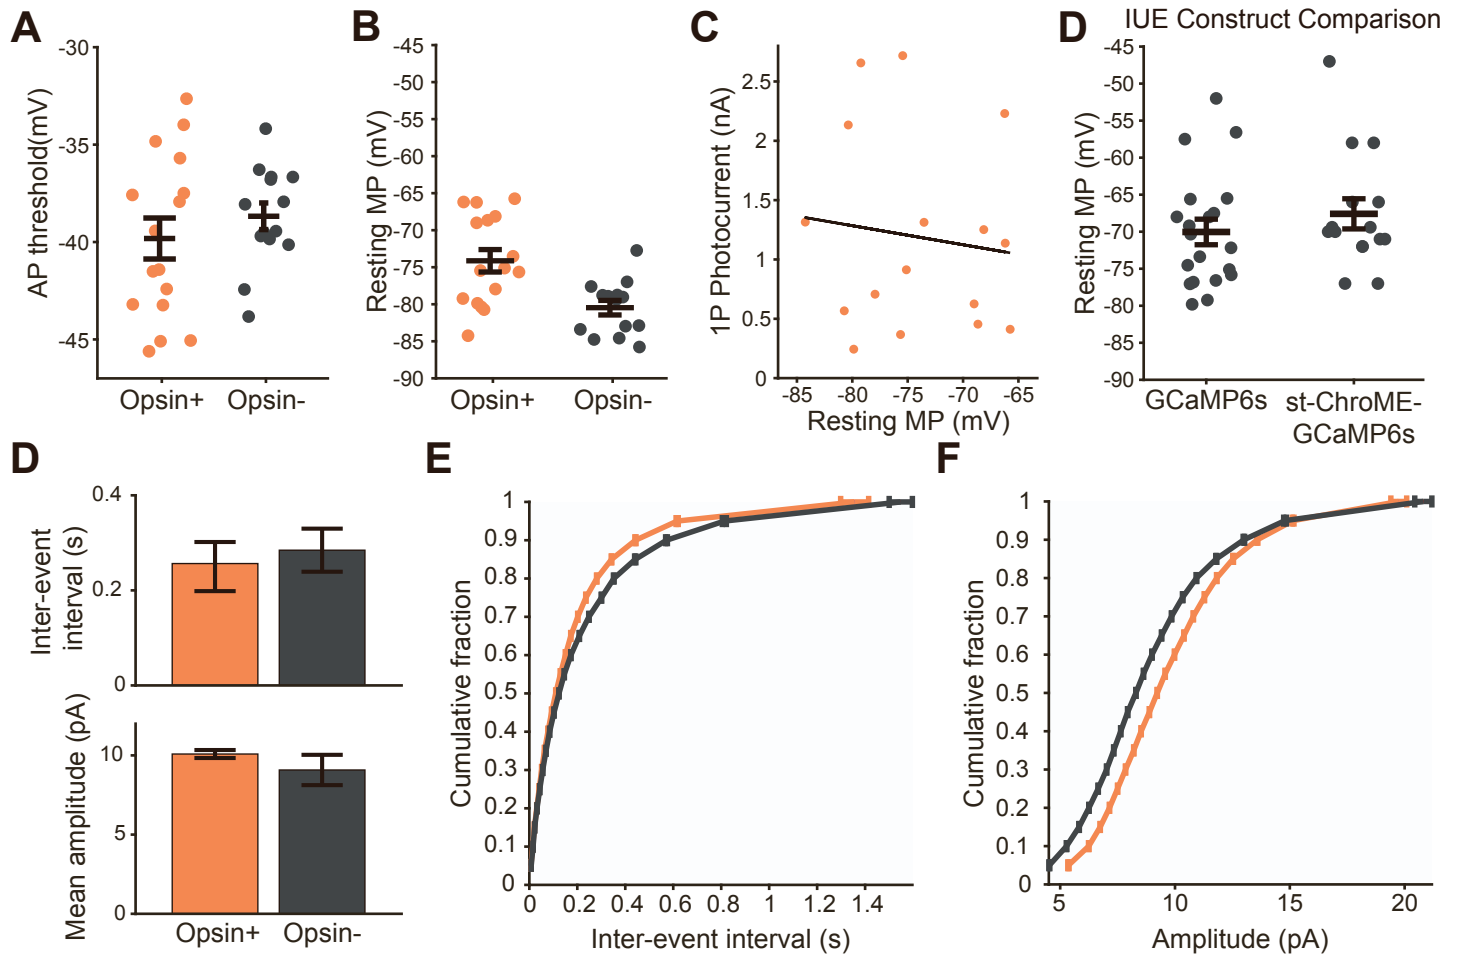 A
AP threshold(mV)
-30
-35
-40
-45
Opsin+ Opsin-
B
Resting MP (mV)
-45
-50
-55
-60
-65
-70
-75
-80
-85
-90
Opsin+ Opsin-
C
1P Photocurrent (nA)
2.5
2
1.5
1
0.5
0
-85 -80 -75 -70 -65
Resting MP (mV)
D
IUE Construct Comparison
Resting MP (mV)
-45
-50
-55
-60
-65
-70
-75
-80
-85
-90
GCaMP6s st-ChroME-
GCaMP6s
D
Inter-event
interval (s)
0.4
0.2
0
Mean amplitude (pA)
10
5
0
Opsin+ Opsin-
E
Cumulative fraction
1
0.9
0.8
0.7
0.6
0.5
0.4
0.3
0.2
0.1
0
0 0.2 0.4 0.6 0.8 1 1.2 1.4
Inter-event interval (s)
F
Cumulative fraction
1
0.9
0.8
0.7
0.6
0.5
0.4
0.3
0.2
0.1
0
5 10 15 20
Amplitude (pA)